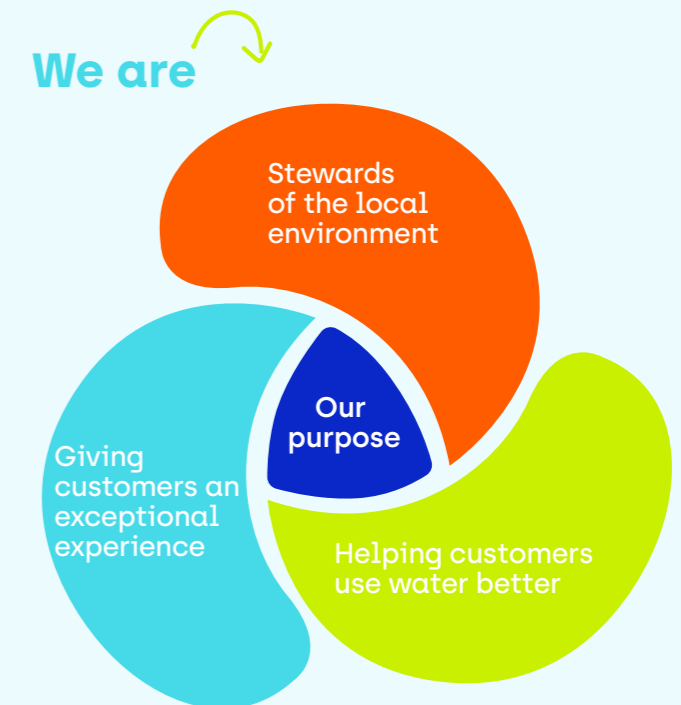 We are
Stewards
of the local
environment
Our
purpose
Giving
customers an
exceptional
experience
Helping customers
use water better